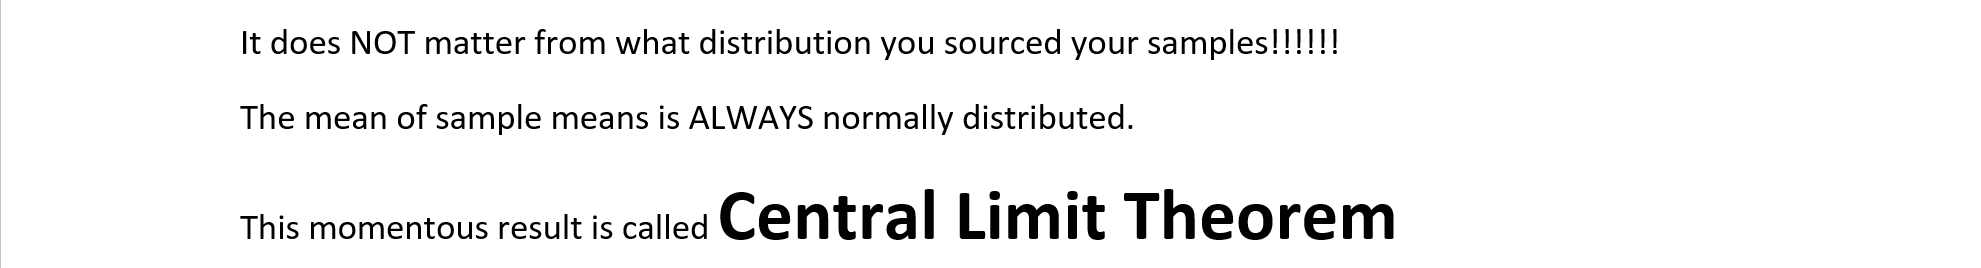 It does NOT matter from what distribution you sourced your samples!!!!!!
The mean of sample means is ALWAYS normally distributed.
This momentous result is called Central Limit Theorem